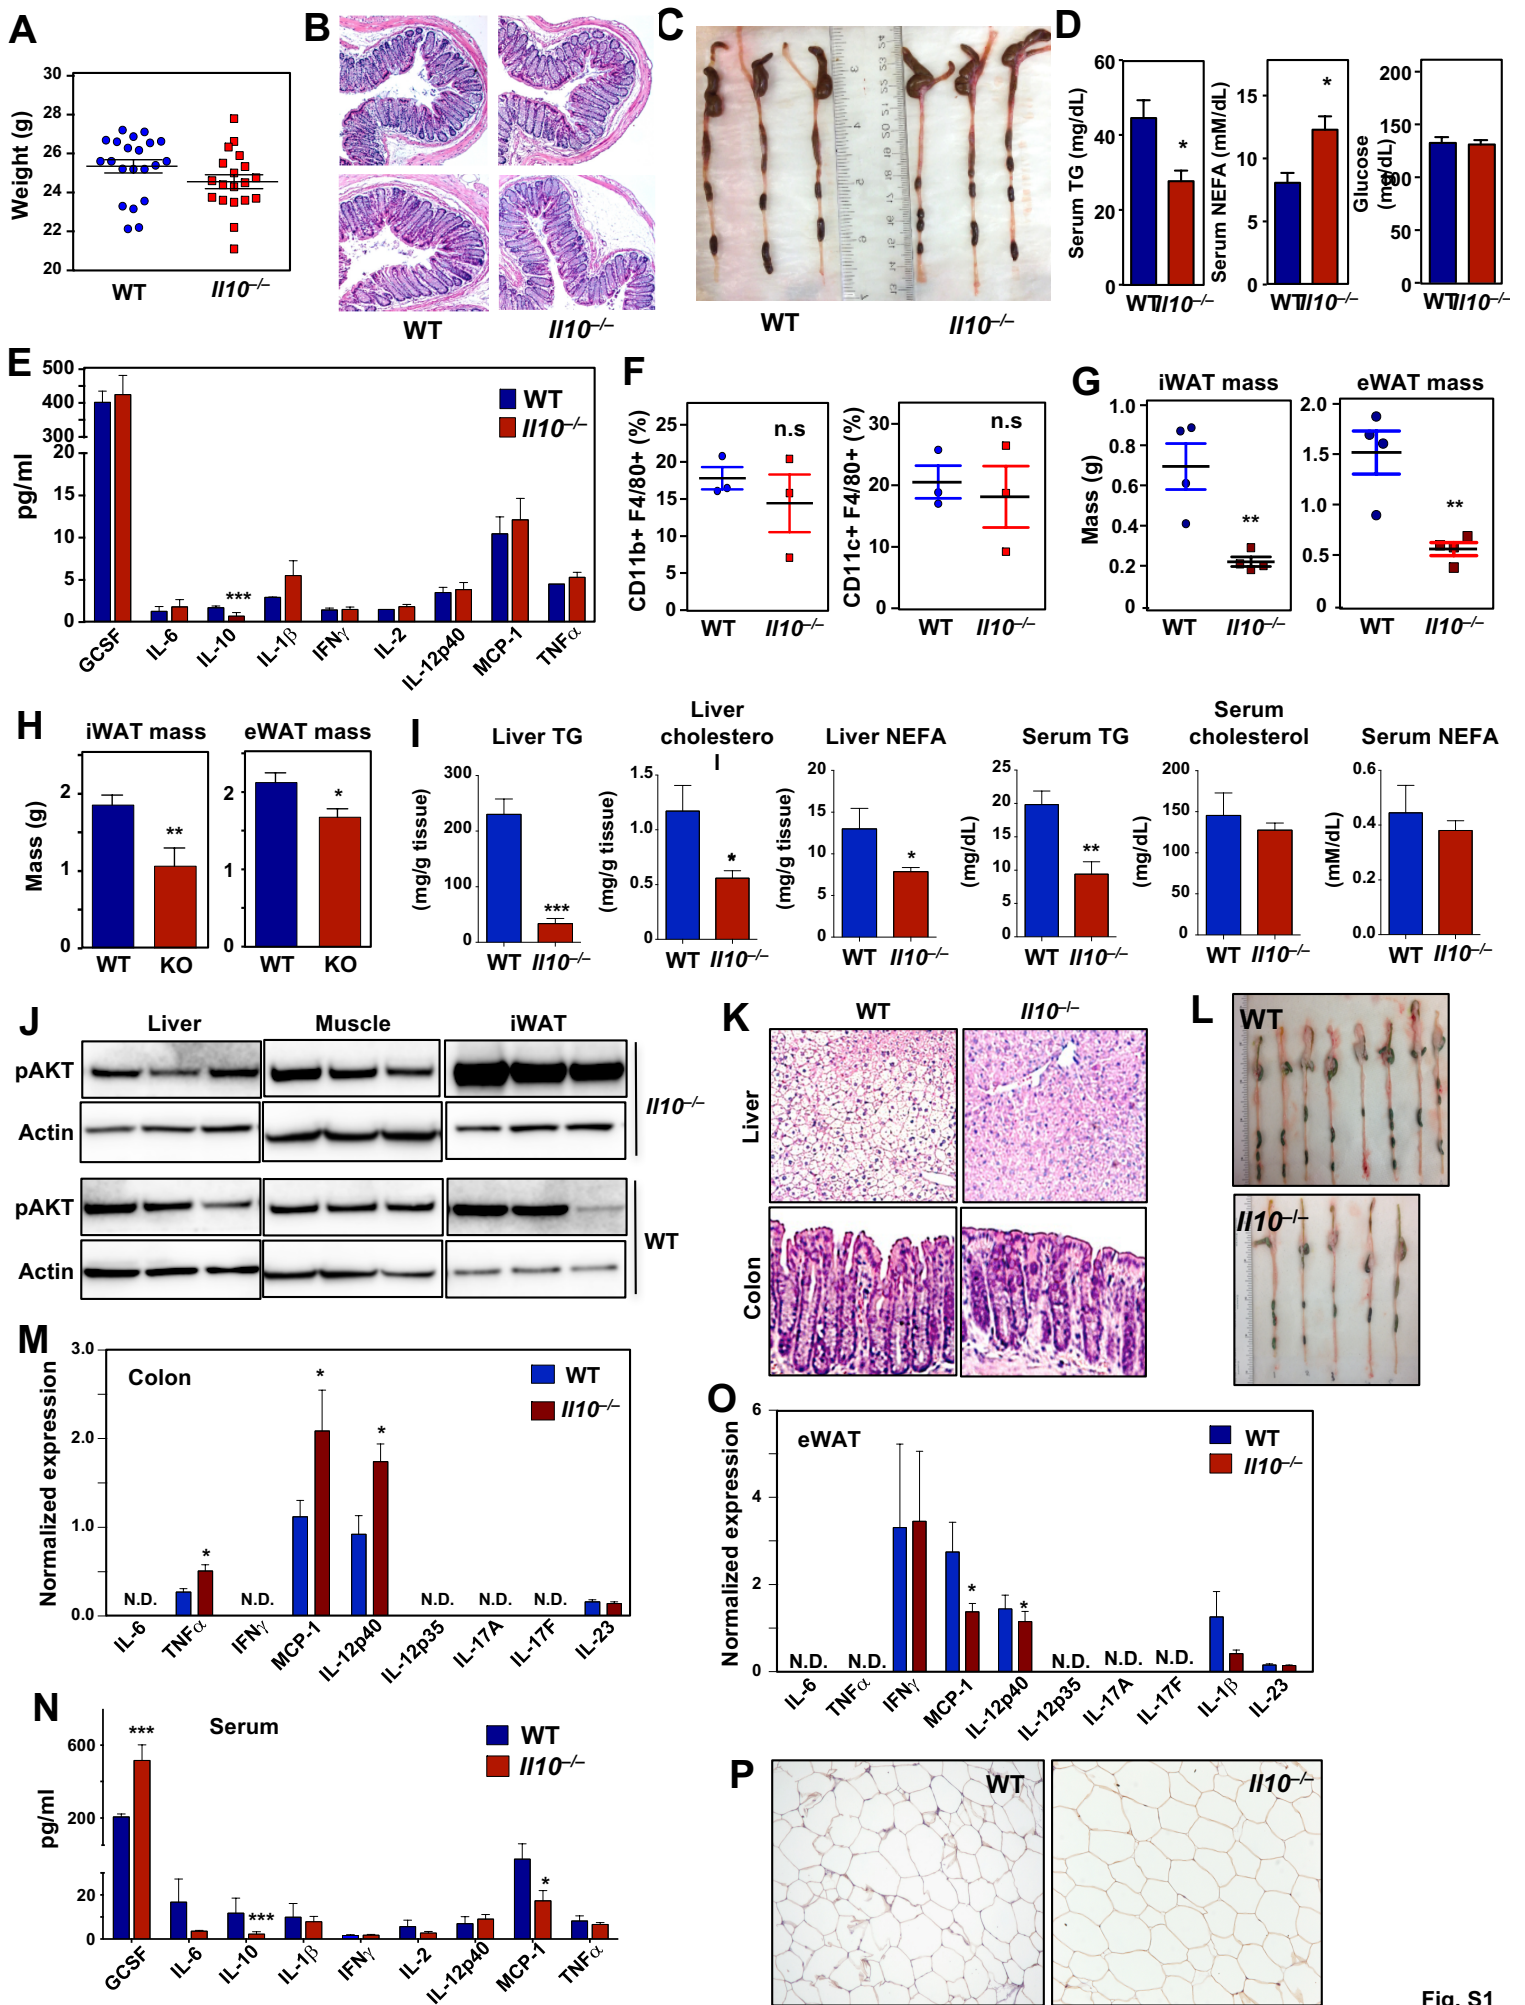 A
Weight (g)
30
28
26
24
22
20
WT
Il10–/–
B
WT
Il10–/–
C
WT
Il10–/–
D
Serum TG (mg/dL)
60
40
20
0
*
WT
Il10–/–
Serum NEFA (mM/dL)
15
10
5
0
*
WT
Il10–/–
Glucose
(mg/dL)
200
150
100
50
0
WT
Il10–/–
E
pg/ml
500
400
300
20
15
10
5
0
WT
Il10–/–
***
GCSF
IL-6
IL-10
IL-1β
IFNγ
IL-2
IL-12p40
MCP-1
TNFα
F
CD11b+ F4/80+ (%)
25
20
15
10
5
0
n.s
WT
Il10–/–
CD11c+ F4/80+ (%)
30
20
10
0
n.s
WT
Il10–/–
G
iWAT mass
Mass (g)
1.0
0.8
0.6
0.4
0.2
0
**
WT
Il10–/–
eWAT mass
2.0
1.5
1.0
0.5
0
**
WT
Il10–/–
H
iWAT mass
Mass (g)
2
1
0
**
WT
KO
eWAT mass
2
1
0
*
WT
KO
I
Liver TG
(mg/g tissue)
300
200
100
0
***
WT
Il10–/–
Liver
cholestero
l
(mg/g tissue)
1.5
1.0
0.5
0
*
WT
Il10–/–
Liver NEFA
(mg/g tissue)
20
15
10
5
0
*
WT
Il10–/–
Serum TG
(mg/dL)
25
20
15
10
5
0
**
WT
Il10–/–
Serum
cholesterol
(mg/dL)
200
150
100
50
0
WT
Il10–/–
Serum NEFA
(mM/dL)
0.6
0.4
0.2
0.0
WT
Il10–/–
J
Liver
Muscle
iWAT
pAKT
Actin
Il10–/–
pAKT
Actin
WT
K
WT
Il10–/–
Liver
Colon
L
WT
Il10–/–
M
Normalized expression
3.0
2.0
1.0
0.0
Colon
WT
Il10–/–
N.D.
*
N.D.
*
*
N.D.
N.D.
N.D.
IL-6
TNFα
IFNγ
MCP-1
IL-12p40
IL-12p35
IL-17A
IL-17F
IL-23
N
Serum
pg/ml
600
200
20
0
WT
Il10–/–
***
***
*
GCSF
IL-6
IL-10
IL-1β
IFNγ
IL-2
IL-12p40
MCP-1
TNFα
O
Normalized expression
6
4
2
0
eWAT
WT
Il10–/–
N.D.
N.D.
*
*
N.D.
N.D.
N.D.
IL-6
TNFα
IFNγ
MCP-1
IL-12p40
IL-12p35
IL-17A
IL-17F
IL-1β
IL-23
P
WT
Il10–/–
Fig. S1